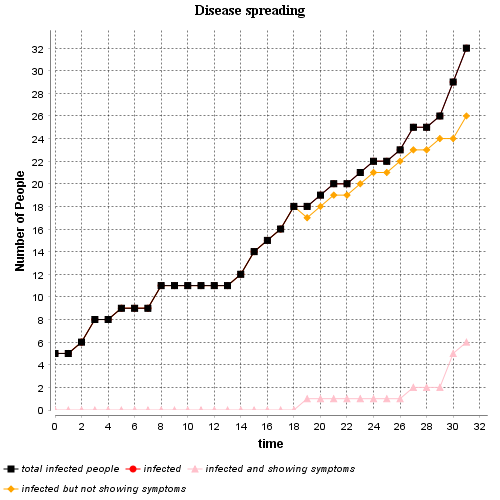 Disease spreading
32
30
28
26
24
22
20
18
16
14
12
10
8
6
4
2
0
Number of People
0 2 4 6 8 10 12 14 16 18 20 22 24 26 28 30 32
time
total infected people infected infected and showing symptoms
infected but not showing symptoms